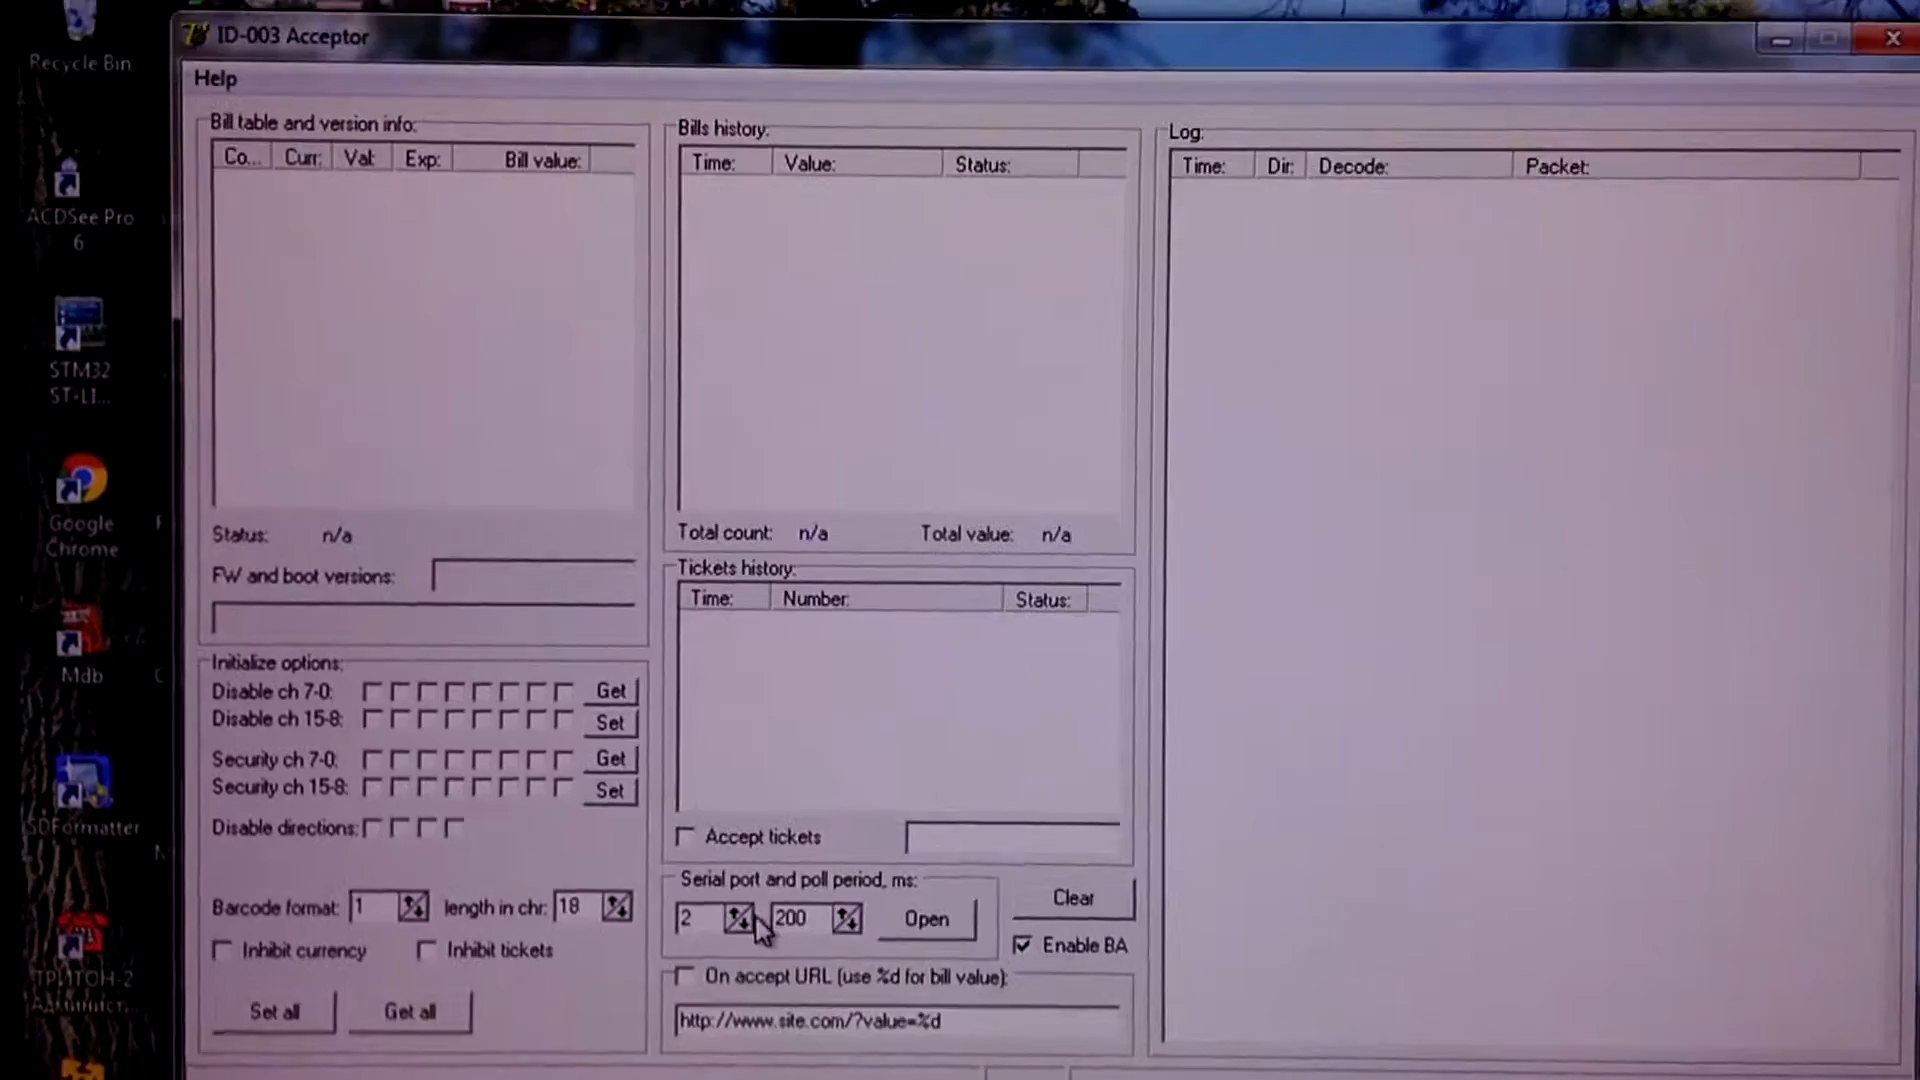 Recycle Bin
ACDSee Pro
6
STM32
ST-LI...
Google
Chrome
Mdb
SDFormatter
ТРИТОН-2
Админист...
ID-003 Acceptor
Help
Bill table and version info:
Co... Curr: Val: Exp: Bill value:
Status: n/a
FW and boot versions:
Initialize options:
Disable ch 7-0: Get
Disable ch 15-8: Set
Security ch 7-0: Get
Security ch 15-8: Set
Disable directions:
Barcode format: 1 length in chr: 18
Inhibit currency Inhibit tickets
Set all Get all
Bills history:
Time: Value: Status:
Total count: n/a Total value: n/a
Tickets history:
Time: Number: Status:
Accept tickets
Serial port and poll period, ms:
2 200 Open
Clear
Enable BA
On accept URL (use %d for bill value):
http://www.site.com/?value=%d
Log:
Time: Dir: Decode: Packet: